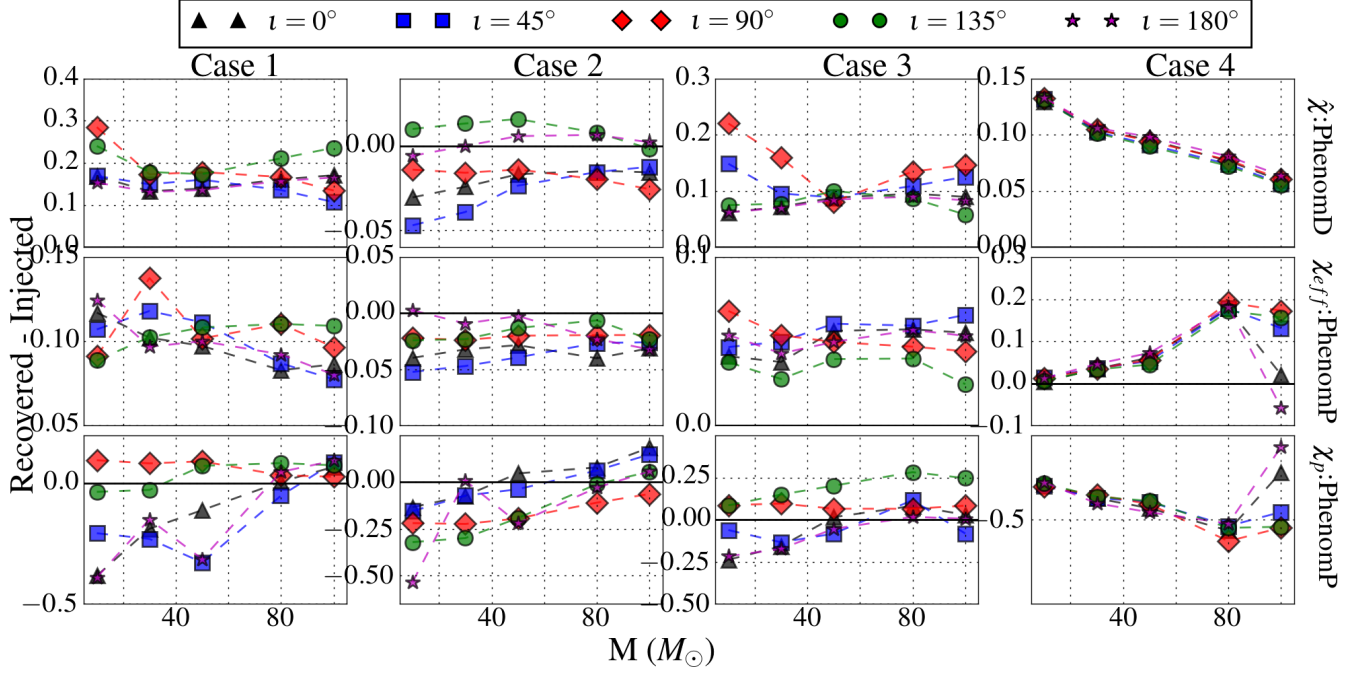 ι = 0° ι = 45° ι = 90° ι = 135° ι = 180°
Case 1 Case 2 Case 3 Case 4
0.4 0.3 0.2 0.1 0.0
0.00 −0.05
0.3 0.2 0.1 0.0
0.15 0.10 0.05 0.00
χ̂:PhenomD
0.15 0.10 0.05
0.05 0.00 −0.05 −0.10
0.1 0.0
0.3 0.2 0.1 0.0 −0.1
χ_eff:PhenomP
0.0 −0.5
0.00 −0.25 −0.50
0.25 0.00 −0.25 −0.50
−0.5
χ_p:PhenomP
Recovered - Injected
40 80 40 80 40 80 40 80
M (M⊙)